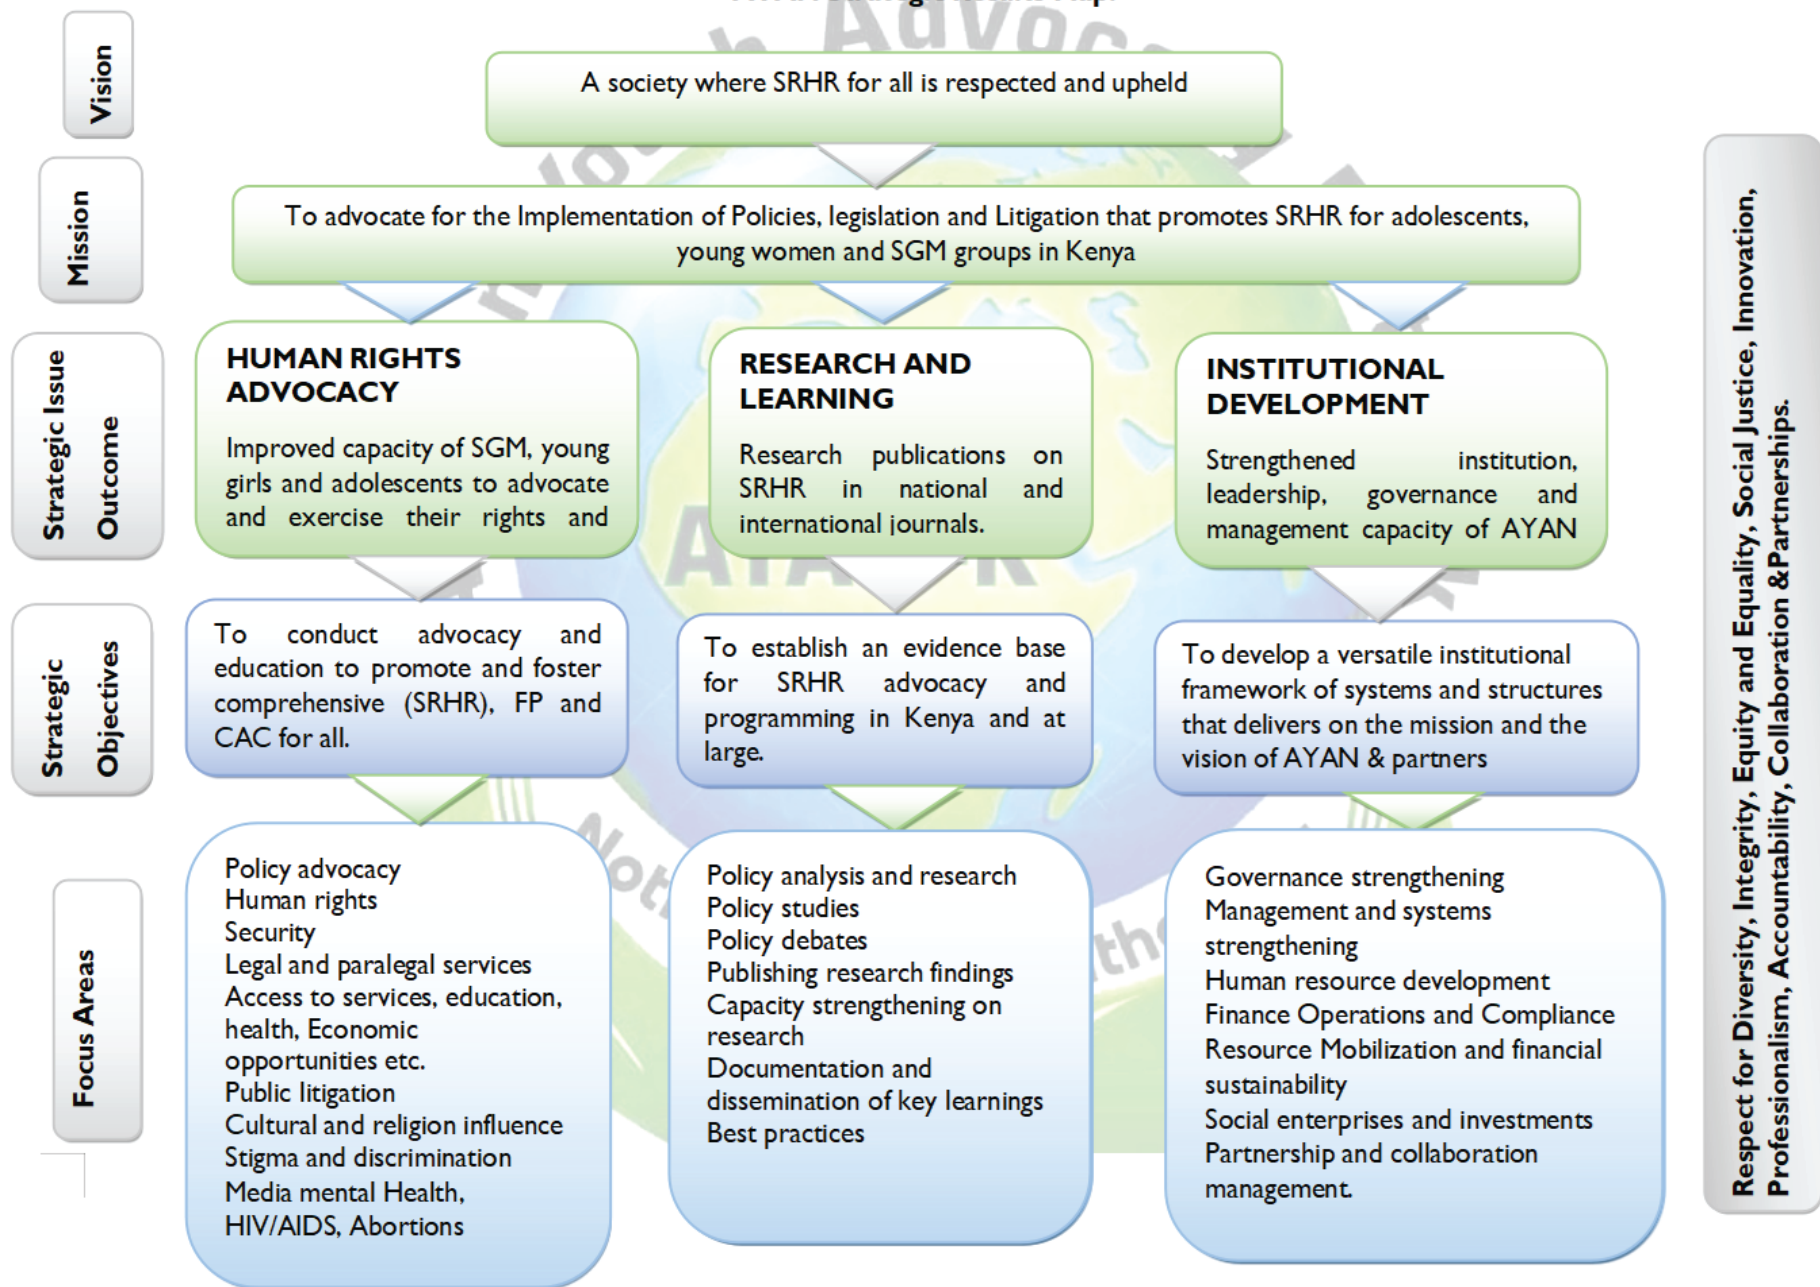 Vision
A society where SRHR for all is respected and upheld
Mission
To advocate for the Implementation of Policies, legislation and Litigation that promotes SRHR for adolescents,
young women and SGM groups in Kenya
Strategic Issue
Outcome
HUMAN RIGHTS
ADVOCACY
Improved capacity of SGM, young
girls and adolescents to advocate
and exercise their rights and
RESEARCH AND
LEARNING
Research publications on
SRHR in national and
international journals.
INSTITUTIONAL
DEVELOPMENT
Strengthened institution,
leadership, governance and
management capacity of AYAN
Strategic
Objectives
To conduct advocacy and
education to promote and foster
comprehensive (SRHR), FP and
CAC for all.
To establish an evidence base
for SRHR advocacy and
programming in Kenya and at
large.
To develop a versatile institutional
framework of systems and structures
that delivers on the mission and the
vision of AYAN & partners
Focus Areas
Policy advocacy
Human rights
Security
Legal and paralegal services
Access to services, education,
health, Economic
opportunities etc.
Public litigation
Cultural and religion influence
Stigma and discrimination
Media mental Health,
HIV/AIDS, Abortions
Policy analysis and research
Policy studies
Policy debates
Publishing research findings
Capacity strengthening on
research
Documentation and
dissemination of key learnings
Best practices
Governance strengthening
Management and systems
strengthening
Human resource development
Finance Operations and Compliance
Resource Mobilization and financial
sustainability
Social enterprises and investments
Partnership and collaboration
management.
Respect for Diversity, Integrity, Equity and Equality, Social Justice, Innovation,
Professionalism, Accountability, Collaboration &Partnerships.